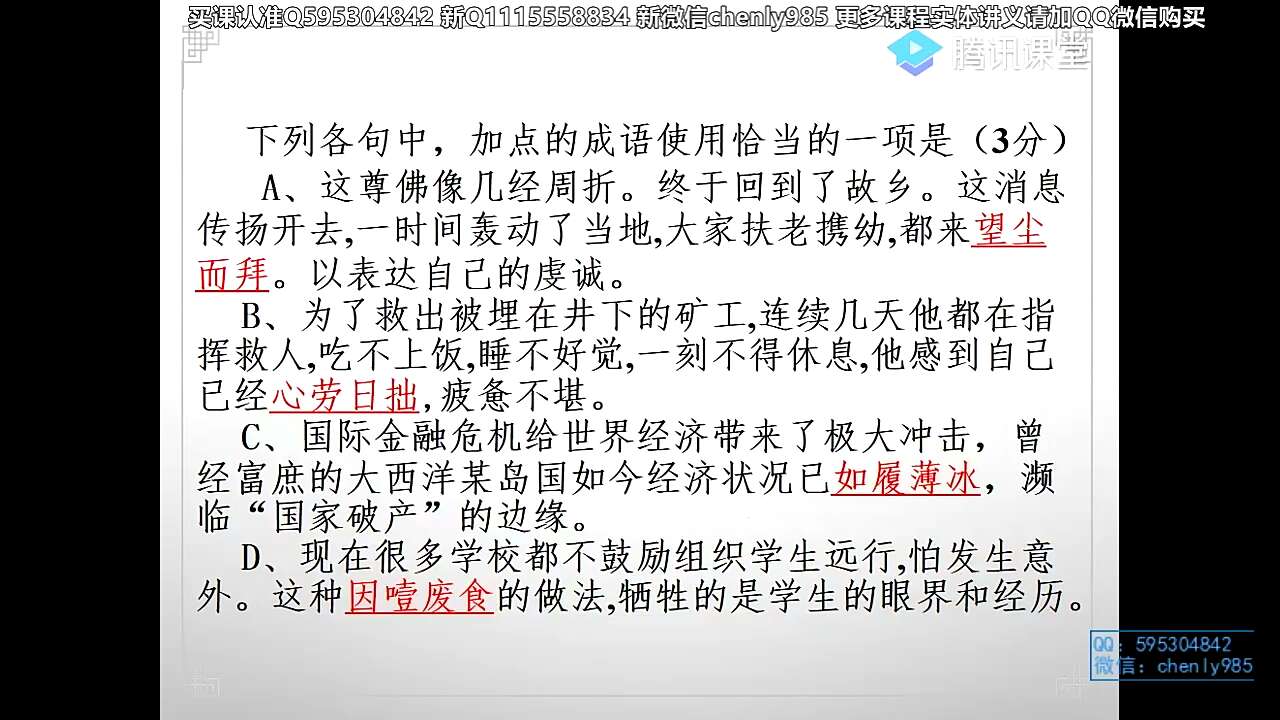 买课认准Q595304842 新Q1115558834 新微信chenly985 更多课程实体讲义请加QQ微信购买
腾讯课堂
下列各句中，加点的成语使用恰当的一项是（3分）
A、这尊佛像几经周折。终于回到了故乡。这消息
传扬开去,一时间轰动了当地,大家扶老携幼,都来望尘
而拜。以表达自己的虔诚。
B、为了救出被埋在井下的矿工,连续几天他都在指
挥救人,吃不上饭,睡不好觉,一刻不得休息,他感到自己
已经心劳日拙,疲惫不堪。
C、国际金融危机给世界经济带来了极大冲击，曾
经富庶的大西洋某岛国如今经济状况已如履薄冰，濒
临“国家破产”的边缘。
D、现在很多学校都不鼓励组织学生远行,怕发生意
外。这种因噎废食的做法,牺牲的是学生的眼界和经历。
QQ：595304842
微信：chenly985